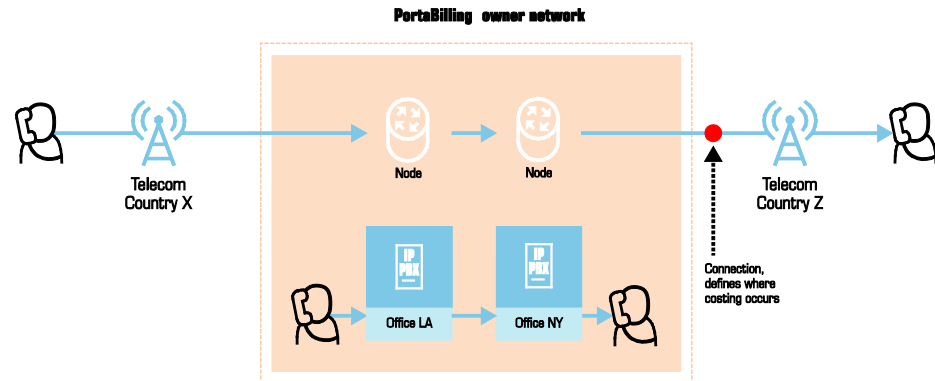 PortaBilling owner network
Node
Node
Telecom
Country X
Telecom
Country Z
IP
PBX
IP
PBX
Office LA
Office NY
Connection,
defines where
costing occurs